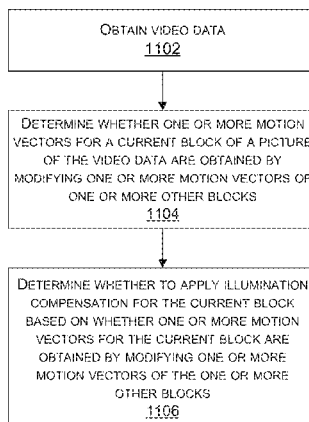 OBTAIN VIDEO DATA
1102
DETERMINE WHETHER ONE OR MORE MOTION
VECTORS FOR A CURRENT BLOCK OF A PICTURE
OF THE VIDEO DATA ARE OBTAINED BY
MODIFYING ONE OR MORE MOTION VECTORS OF
ONE OR MORE OTHER BLOCKS
1104
DETERMINE WHETHER TO APPLY ILLUMINATION
COMPENSATION FOR THE CURRENT BLOCK
BASED ON WHETHER ONE OR MORE MOTION
VECTORS FOR THE CURRENT BLOCK ARE
OBTAINED BY MODIFYING ONE OR MORE
MOTION VECTORS OF THE ONE OR MORE
OTHER BLOCKS
1106